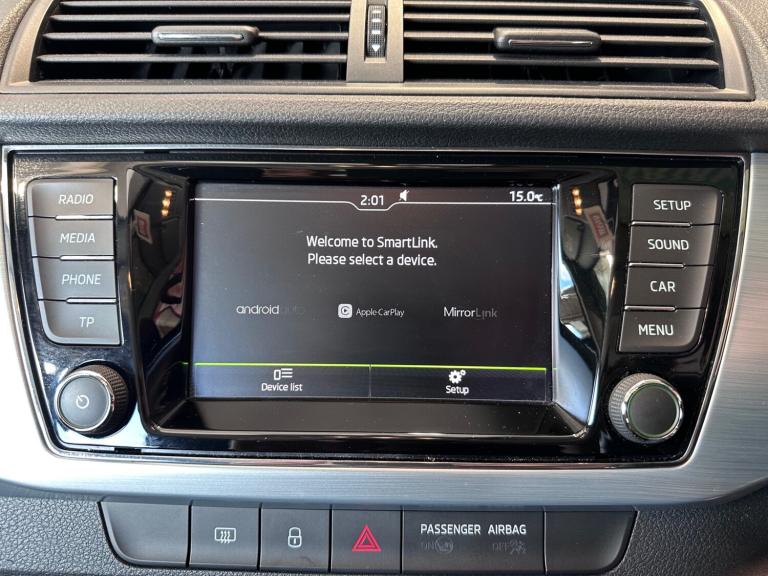 RADIO
MEDIA
PHONE
TP
2:01
15.0°C
Welcome to SmartLink.
Please select a device.
androidauto
Apple CarPlay
MirrorLink
Device list
Setup
SETUP
SOUND
CAR
MENU
PASSENGER AIRBAG
ON OFF